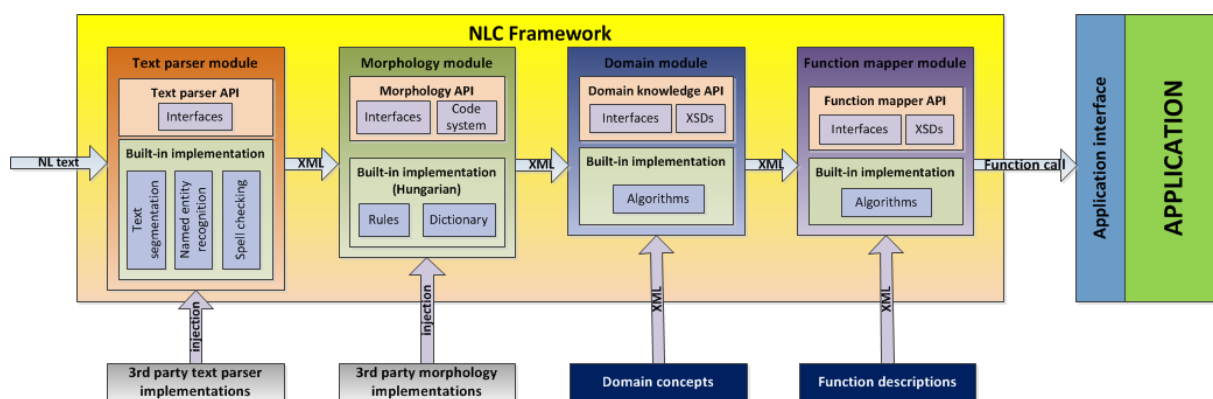 NLC Framework
Text parser module
Text parser API
Interfaces
Built-in implementation
Text
segmentation
Named entity
recognition
Spell checking
Morphology module
Morphology API
Interfaces
Code
system
Built-in implementation
(Hungarian)
Rules
Dictionary
Domain module
Domain knowledge API
Interfaces
XSDs
Built-in implementation
Algorithms
Function mapper module
Function mapper API
Interfaces
XSDs
Built-in implementation
Algorithms
NL text
XML
XML
XML
Function call
Application interface
APPLICATION
injection
injection
XML
XML
3rd party text parser
implementations
3rd party morphology
implementations
Domain concepts
Function descriptions